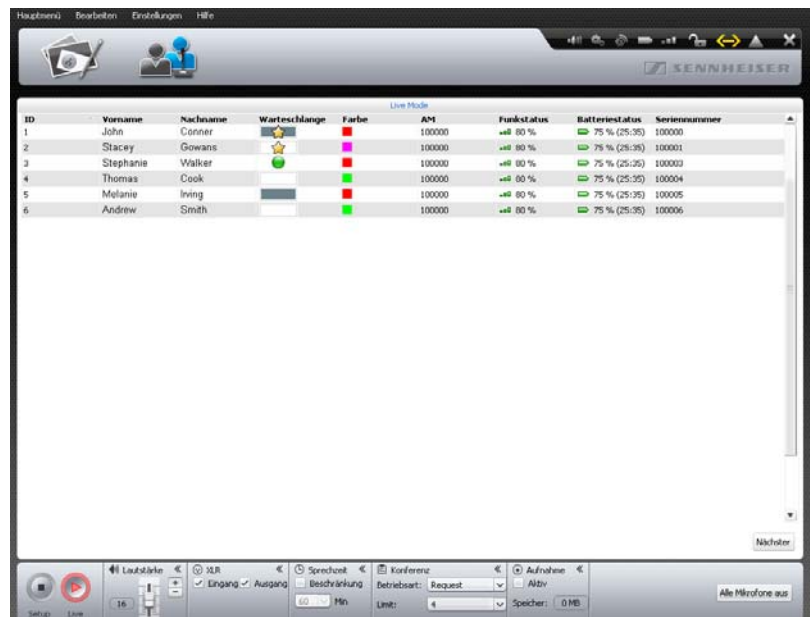 Hauptmenü Bearbeiten Einstellungen Hilfe
SENNHEISER
Live Mode
ID Vorname Nachname Warteschlange Farbe AM Funkstatus Batteriestatus Seriennummer
1 John Conner 100000 80 % 75 % (25:35) 100000
2 Stacey Gowans 100000 80 % 75 % (25:35) 100001
3 Stephanie Walker 100000 80 % 75 % (25:35) 100003
4 Thomas Cook 100000 80 % 75 % (25:35) 100004
5 Melanie Irving 100000 80 % 75 % (25:35) 100005
6 Andrew Smith 100000 80 % 75 % (25:35) 100006
Nächster
Lautstärke XLR Sprechzeit Konferenz Aufnahme
Eingang Ausgang Beschränkung Betriebsart: Request Aktiv
16 60 Min Limit: 4 Speicher: 0 MB
Alle Mikrofone aus
Setup Live